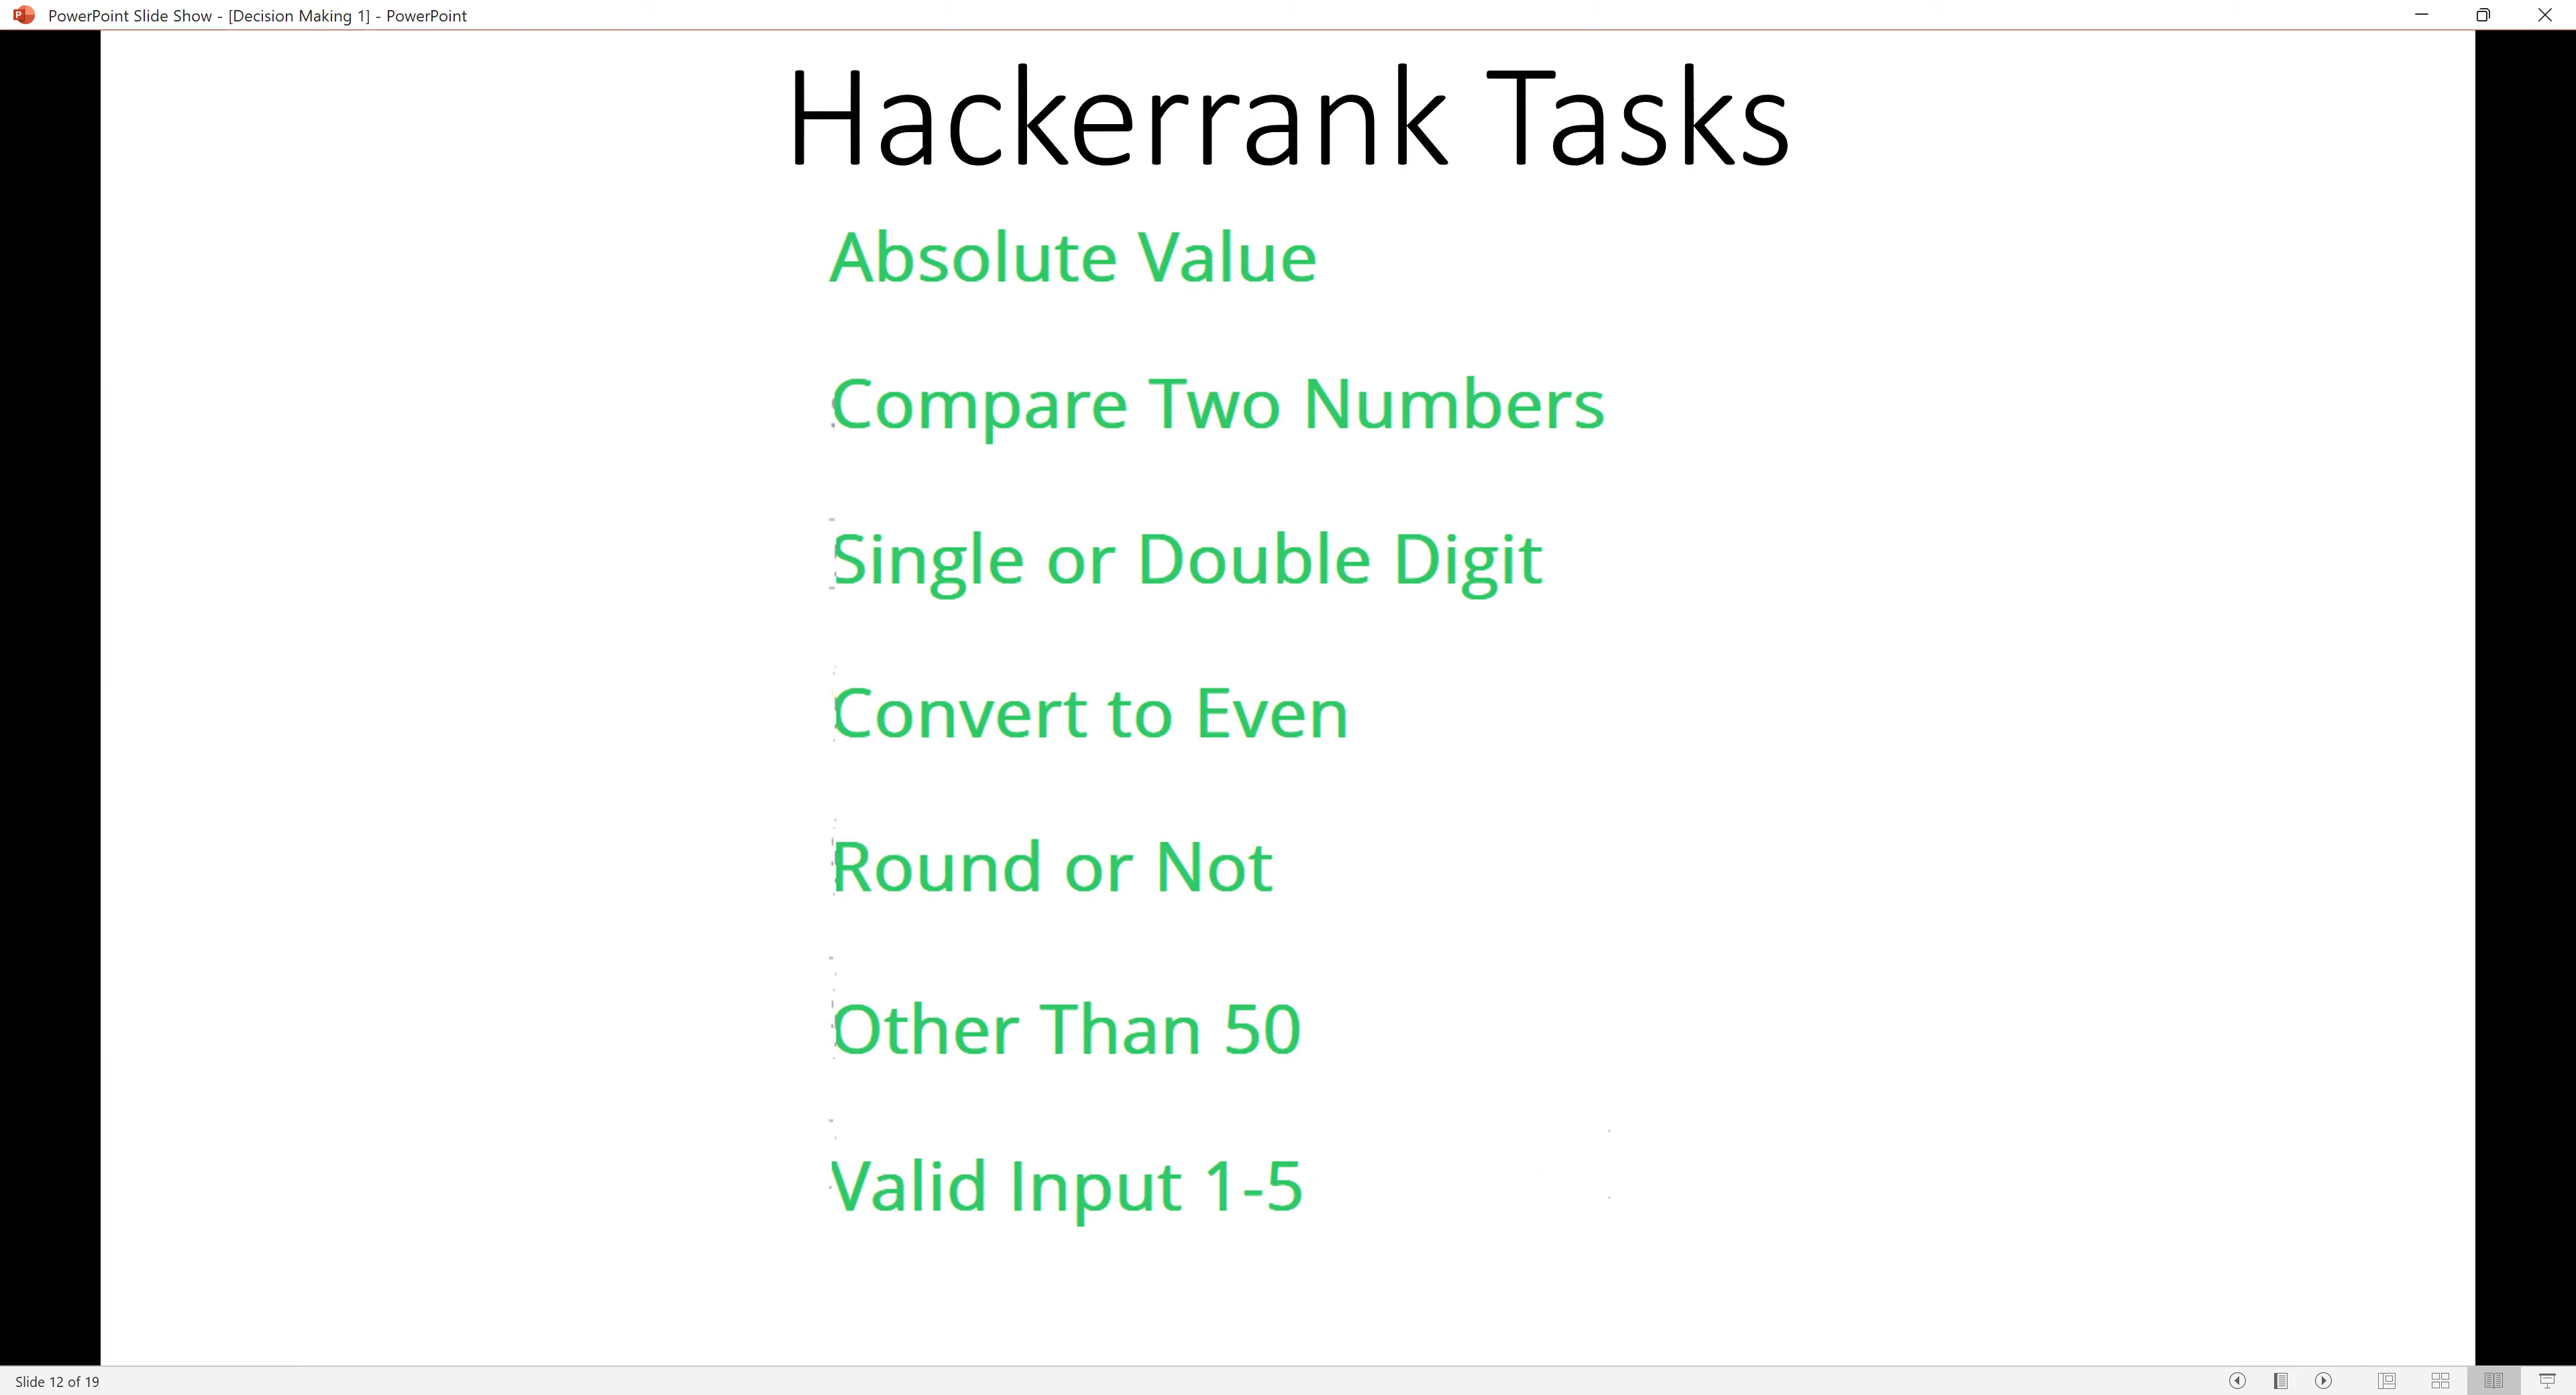 PowerPoint Slide Show - [Decision Making 1] - PowerPoint
Hackerrank Tasks
Absolute Value
Compare Two Numbers
Single or Double Digit
Convert to Even
Round or Not
Other Than 50
Valid Input 1-5
Slide 12 of 19